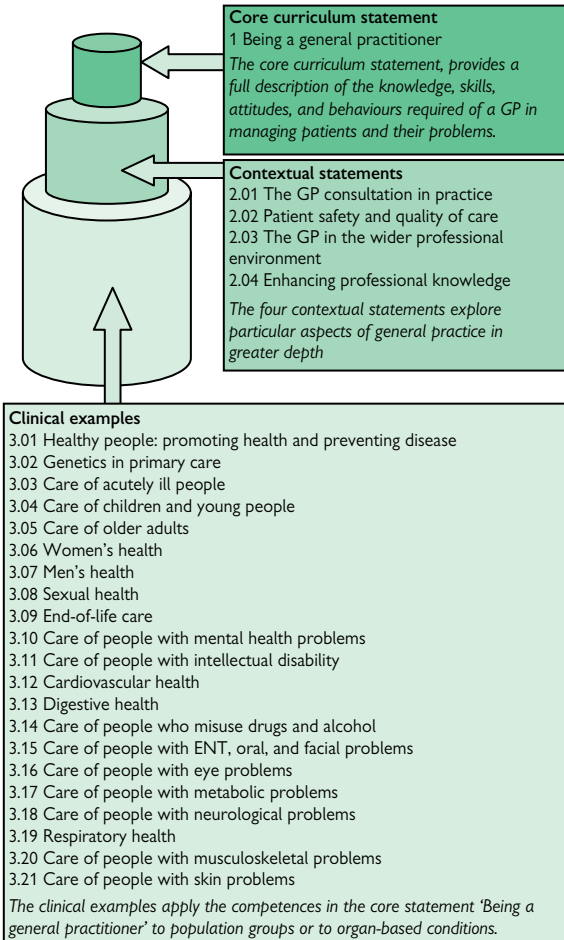 Core curriculum statement
1 Being a general practitioner
The core curriculum statement, provides a
full description of the knowledge, skills,
attitudes, and behaviours required of a GP in
managing patients and their problems.
Contextual statements
2.01 The GP consultation in practice
2.02 Patient safety and quality of care
2.03 The GP in the wider professional
environment
2.04 Enhancing professional knowledge
The four contextual statements explore
particular aspects of general practice in
greater depth
Clinical examples
3.01 Healthy people: promoting health and preventing disease
3.02 Genetics in primary care
3.03 Care of acutely ill people
3.04 Care of children and young people
3.05 Care of older adults
3.06 Women’s health
3.07 Men’s health
3.08 Sexual health
3.09 End-of-life care
3.10 Care of people with mental health problems
3.11 Care of people with intellectual disability
3.12 Cardiovascular health
3.13 Digestive health
3.14 Care of people who misuse drugs and alcohol
3.15 Care of people with ENT, oral, and facial problems
3.16 Care of people with eye problems
3.17 Care of people with metabolic problems
3.18 Care of people with neurological problems
3.19 Respiratory health
3.20 Care of people with musculoskeletal problems
3.21 Care of people with skin problems
The clinical examples apply the competences in the core statement ‘Being a
general practitioner’ to population groups or to organ-based conditions.